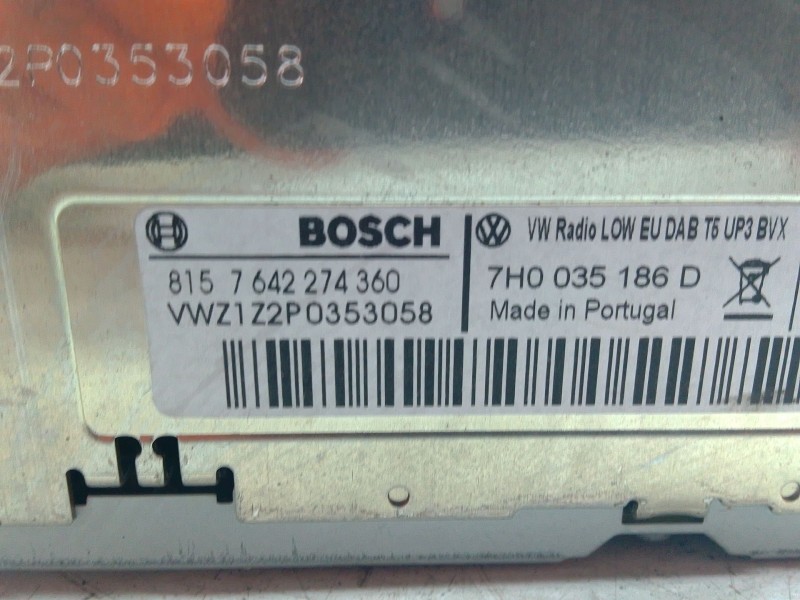 2P0353058
BOSCH
VW Radio LOW EU DAB T5 UP3 BVX
815 7 642 274 360
7H0 035 186 D
VWZ1Z2P0353058
Made in Portugal